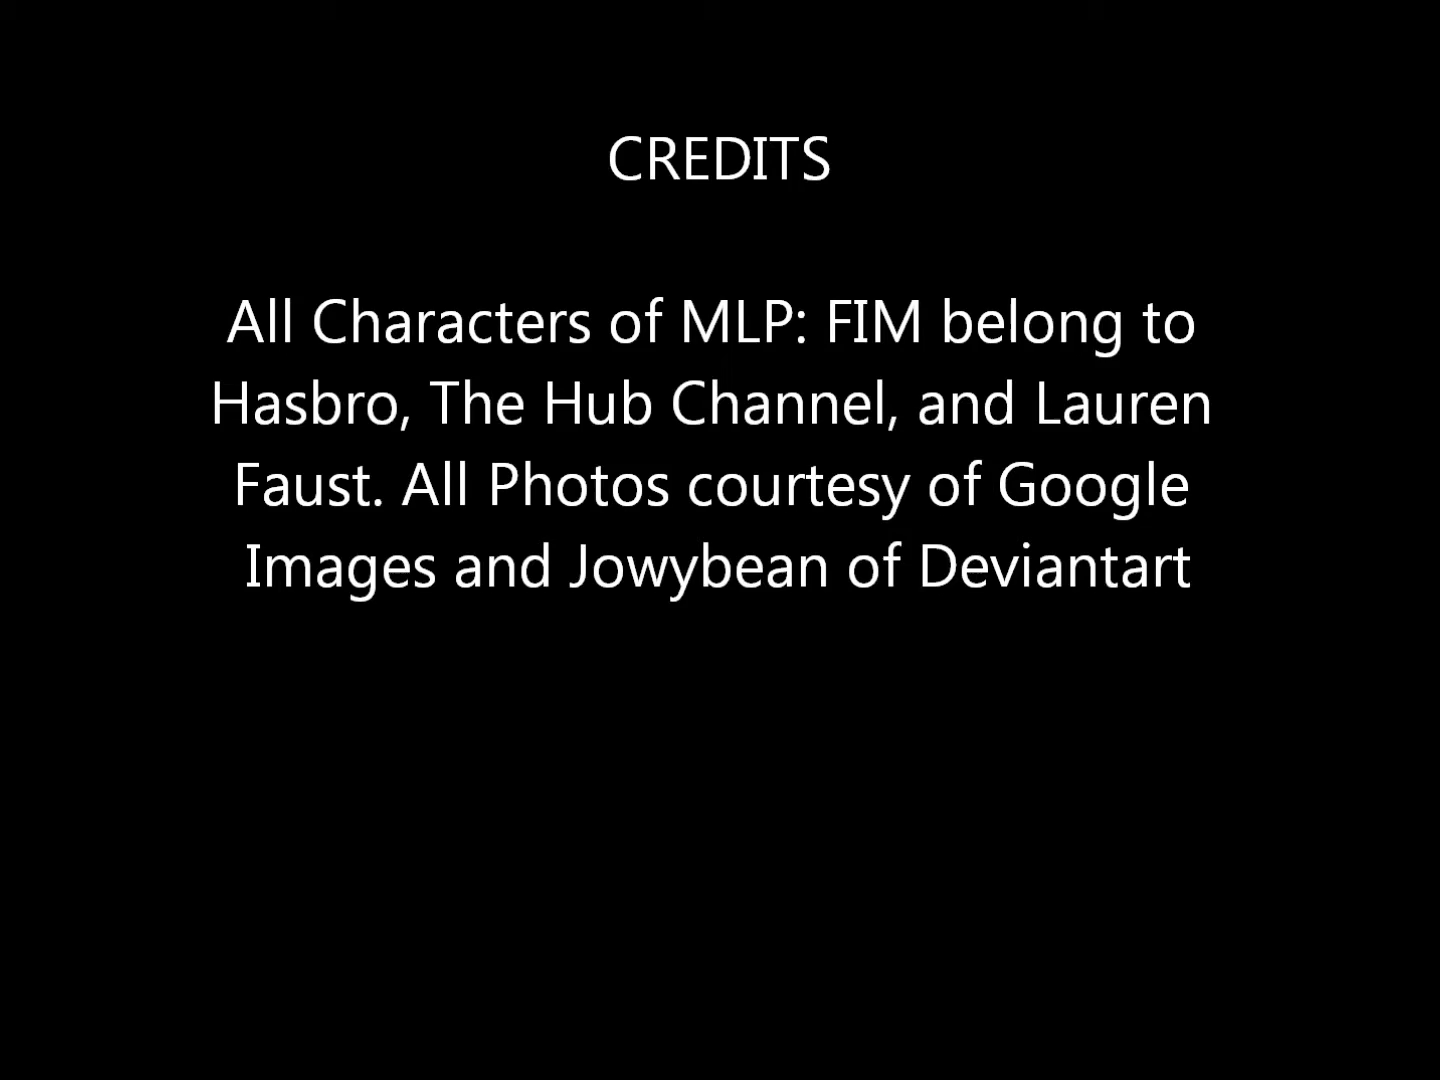 CREDITS
All Characters of MLP: FIM belong to
Hasbro, The Hub Channel, and Lauren
Faust. All Photos courtesy of Google
Images and Jowybean of Deviantart